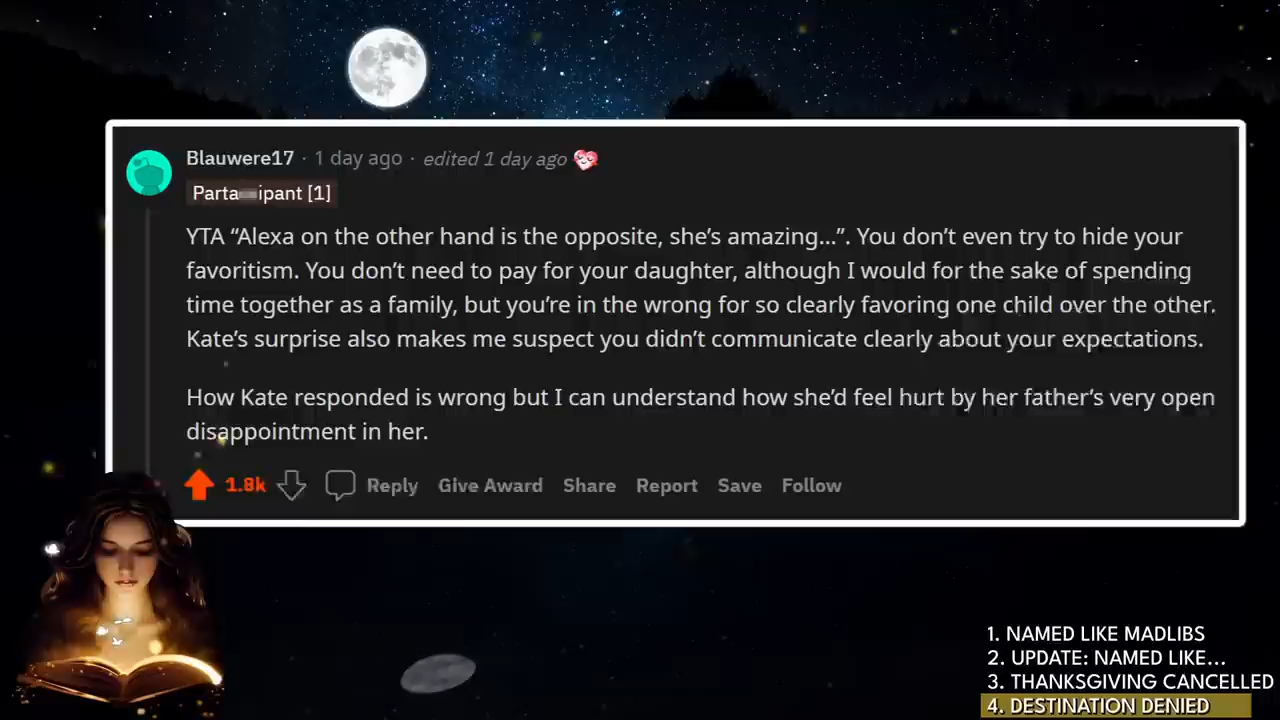 Blauwere17 · 1 day ago · edited 1 day ago
ipant [1]
YTA “Alexa on the other hand is the opposite, she’s amazing...”. You don’t even try to hide your
favoritism. You don’t need to pay for your daughter, although I would for the sake of spending
time together as a family, but you’re in the wrong for so clearly favoring one child over the other.
Kate’s surprise also makes me suspect you didn’t communicate clearly about your expectations.
How Kate responded is wrong but I can understand how she’d feel hurt by her father’s very open
disappointment in her.
1.8k Reply Give Award Share Report Save Follow
1. NAMED LIKE MADLIBS
2. UPDATE: NAMED LIKE...
3. THANKSGIVING CANCELLED
4. DESTINATION DENIED